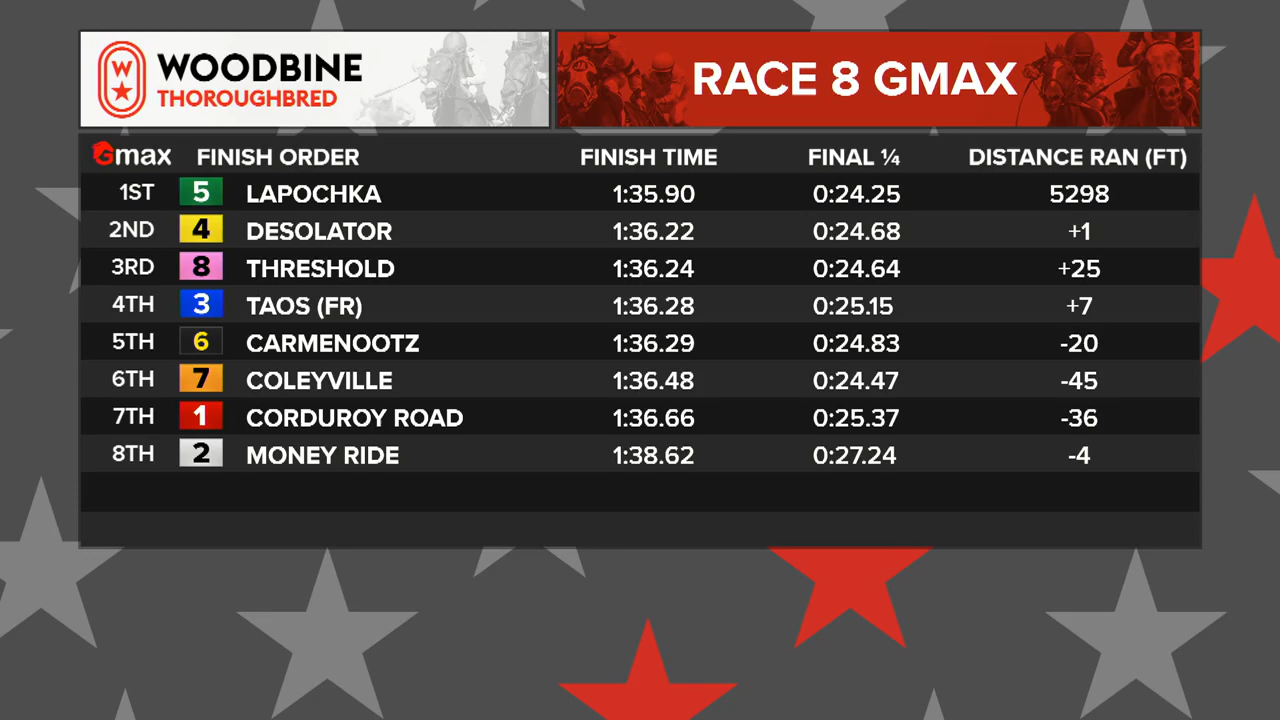 W
WOODBINE
THOROUGHBRED
RACE 8 GMAX
Gmax FINISH ORDER FINISH TIME FINAL ¼ DISTANCE RAN (FT)
1ST 5 LAPOCHKA 1:35.90 0:24.25 5298
2ND 4 DESOLATOR 1:36.22 0:24.68 +1
3RD 8 THRESHOLD 1:36.24 0:24.64 +25
4TH 3 TAOS (FR) 1:36.28 0:25.15 +7
5TH 6 CARMENOOTZ 1:36.29 0:24.83 -20
6TH 7 COLEYVILLE 1:36.48 0:24.47 -45
7TH 1 CORDUROY ROAD 1:36.66 0:25.37 -36
8TH 2 MONEY RIDE 1:38.62 0:27.24 -4